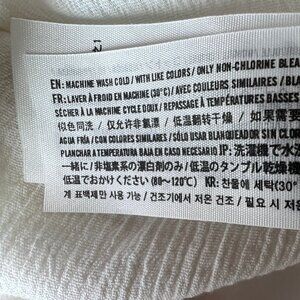 EN: MACHINE WASH COLD / WITH LIKE COLORS / ONLY NON-CHLORINE BLEA
FR: LAVER À FROID EN MACHINE (30°C) / AVEC COULEURS SIMILAIRES / BLAN
SÉCHER À LA MACHINE CYCLE DOUX / REPASSAGE À TEMPÉRATURES BASSES
似色同洗 / 仅允许非氯漂 / 低温翻转干燥 / 如果需要
AGUA FRÍA / CON COLORES SIMILARES / SÓLO USAR BLANQUEADOR SIN CLOR
PLANCHAR A TEMPERATURA BAJA EN CASO NECESARIO JP: 洗濯機で水洗
一緒に / 非塩素系の漂白剤のみ / 低温のタンブル乾燥機
低温でおかけください (80~120℃) KR: 찬물에 세탁(30°
계 표백제만 사용 가능 / 건조기에서 저온 건조 / 필요 시 저온